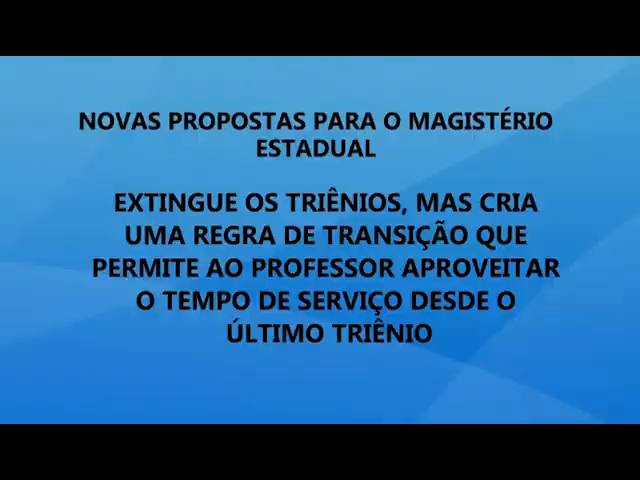 NOVAS PROPOSTAS PARA O MAGISTÉRIO
ESTADUAL
EXTINGUE OS TRIÊNIOS, MAS CRIA
UMA REGRA DE TRANSIÇÃO QUE
PERMITE AO PROFESSOR APROVEITAR
O TEMPO DE SERVIÇO DESDE O
ÚLTIMO TRIÊNIO